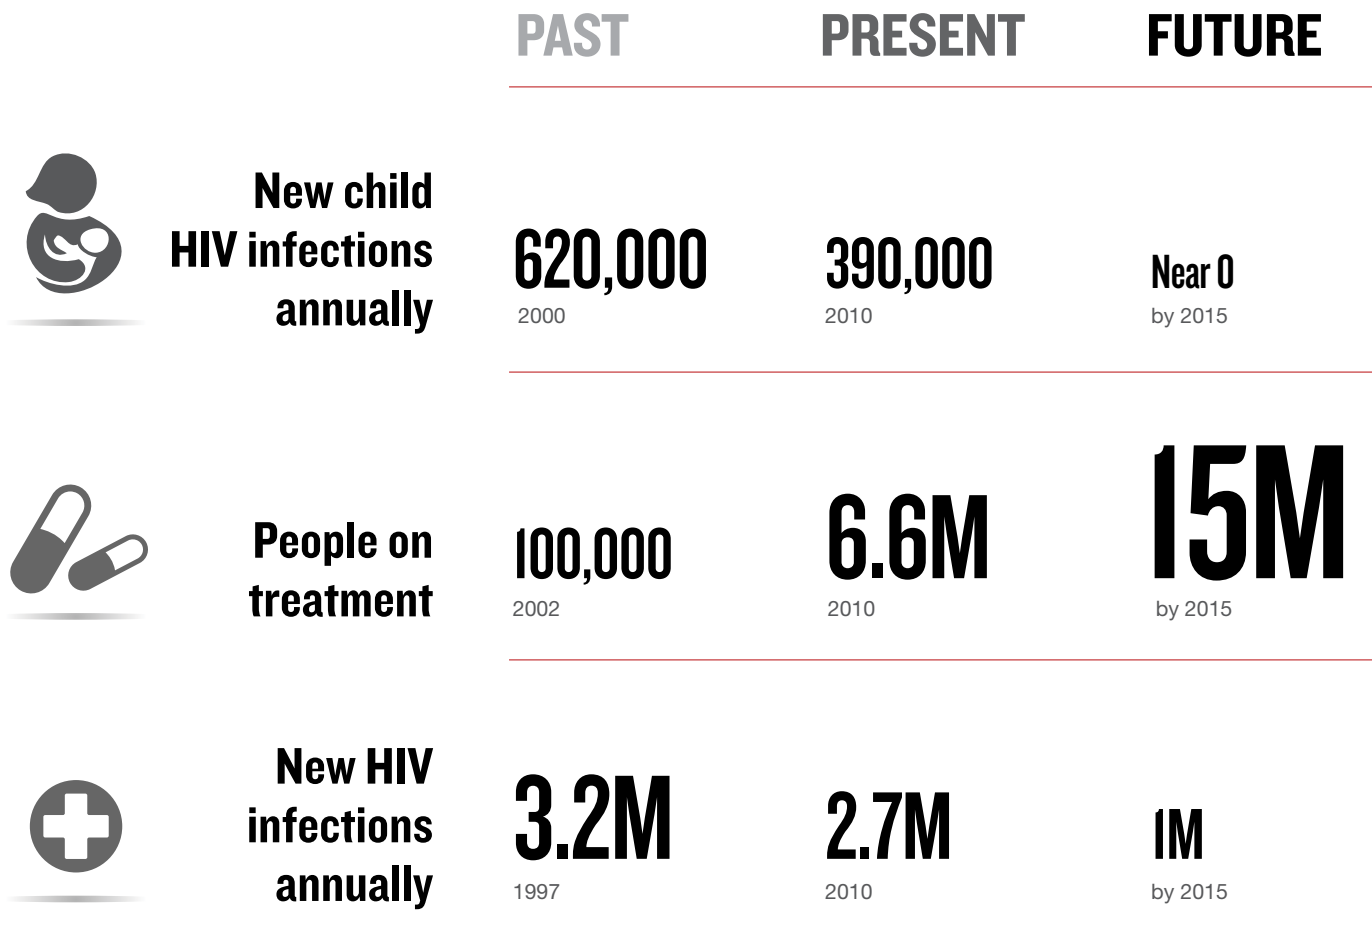 PAST PRESENT FUTURE
New child
HIV infections
annually
620,000 390,000 Near 0
2000 2010 by 2015
People on
treatment
100,000 6.6M 15M
2002 2010 by 2015
New HIV
infections
annually
3.2M 2.7M 1M
1997 2010 by 2015